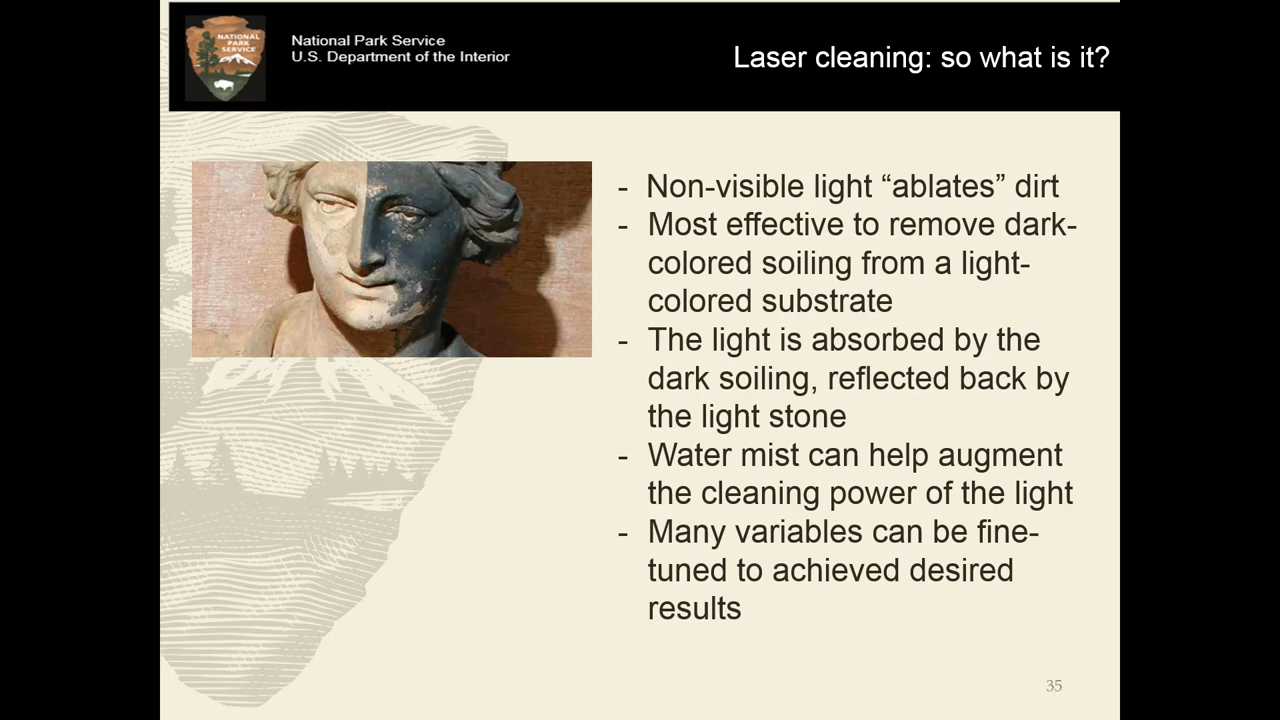 NATIONAL
PARK
SERVICE
National Park Service
U.S. Department of the Interior
Laser cleaning: so what is it?
- Non-visible light “ablates” dirt
- Most effective to remove dark-
colored soiling from a light-
colored substrate
- The light is absorbed by the
dark soiling, reflected back by
the light stone
- Water mist can help augment
the cleaning power of the light
- Many variables can be fine-
tuned to achieved desired
results
35